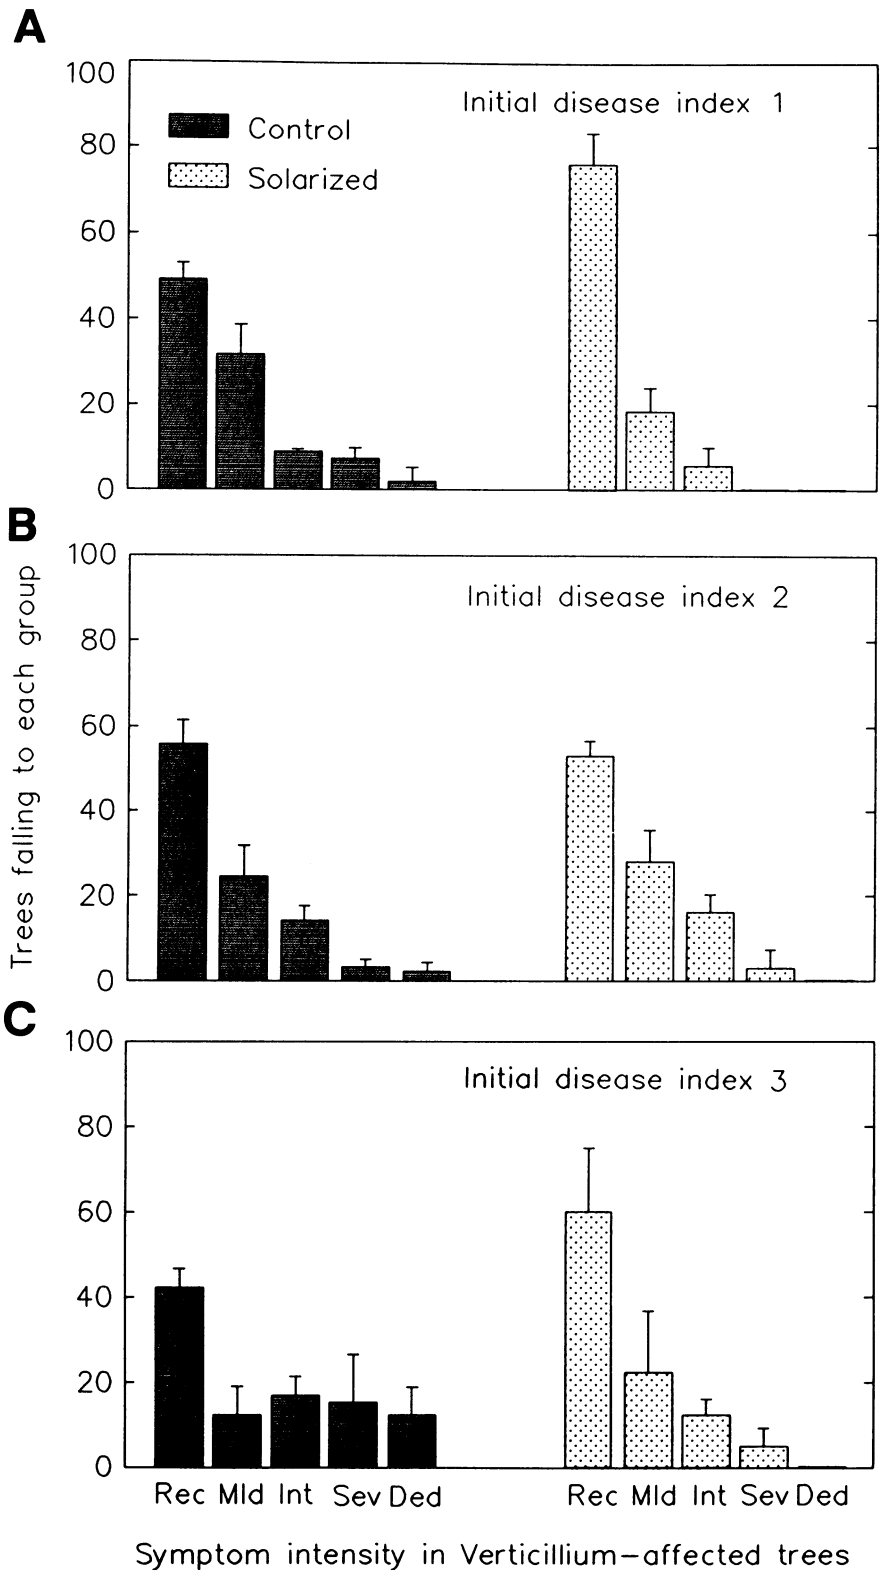 A
100
80
60
40
20
0
Initial disease index 1
Control
Solarized
B
100
80
60
40
20
0
Initial disease index 2
Trees falling to each group
C
100
80
60
40
20
0
Initial disease index 3
Rec Mld Int Sev Ded Rec Mld Int Sev Ded
Symptom intensity in Verticillium-affected trees